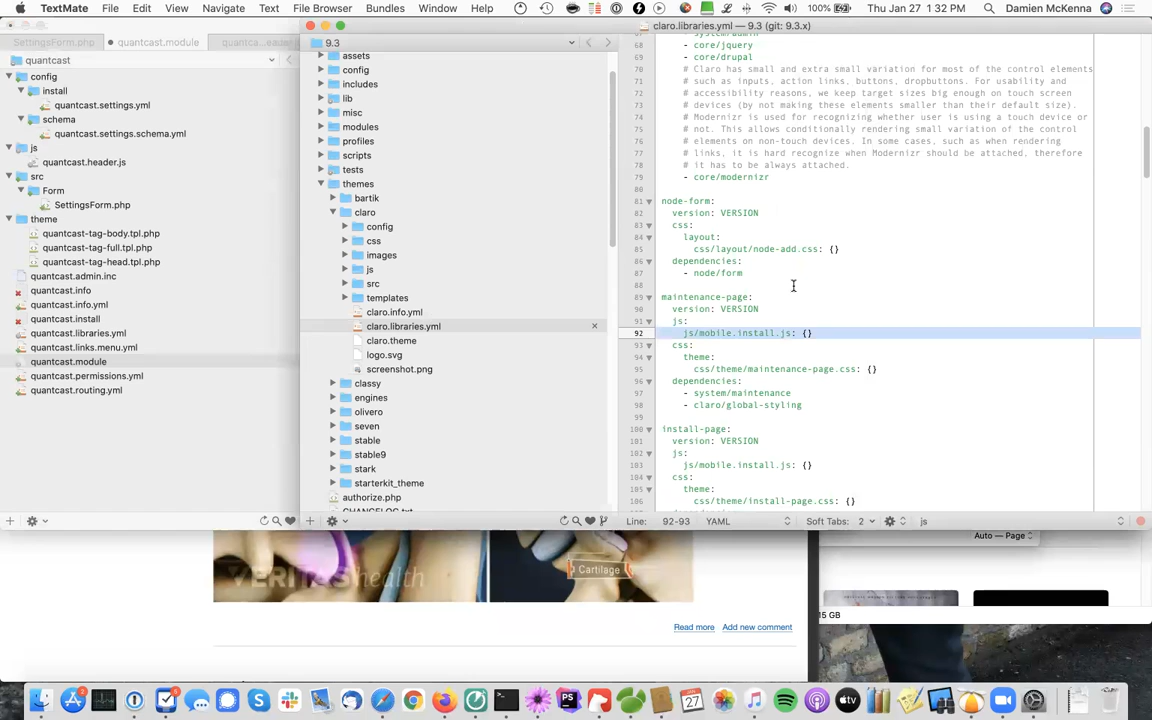 TextMate File Edit View Navigate Text File Browser Bundles Window Help 100% Thu Jan 27 1:32 PM Damien McKenna
SettingsForm.php quantcast.module
claro.libraries.yml — 9.3 (git: 9.3.x)
quantcast
config
install
quantcast.settings.yml
schema
quantcast.settings.schema.yml
js
quantcast.header.js
src
Form
SettingsForm.php
theme
quantcast-tag-body.tpl.php
quantcast-tag-full.tpl.php
quantcast-tag-head.tpl.php
quantcast.admin.inc
quantcast.info
quantcast.info.yml
quantcast.install
quantcast.libraries.yml
quantcast.links.menu.yml
quantcast.module
quantcast.permissions.yml
quantcast.routing.yml
9.3
assets
config
includes
lib
misc
modules
profiles
scripts
tests
themes
bartik
claro
config
css
images
js
src
templates
claro.info.yml
claro.libraries.yml
claro.theme
logo.svg
screenshot.png
classy
engines
olivero
seven
stable
stable9
stark
starterkit_theme
authorize.php
CHANGELOG.txt
68 - core/jquery
69 - core/drupal
70 # Claro has small and extra small variation for most of the control elements
71 # such as inputs, action links, buttons, dropbuttons. For usability and
72 # accessibility reasons, we keep target sizes big enough on touch screen
73 # devices (by not making these elements smaller than their default size).
74 # Modernizr is used for recognizing whether user is using a touch device or
75 # not. This allows conditionally rendering small variation of the control
76 # elements on non-touch devices. In some cases, such as when rendering
77 # links, it is hard recognize when Modernizr should be attached, therefore
78 # it has to be always attached.
79 - core/modernizr
80
81 node-form:
82 version: VERSION
83 css:
84 layout:
85 css/layout/node-add.css: {}
86 dependencies:
87 - node/form
88
89 maintenance-page:
90 version: VERSION
91 js:
92 js/mobile.install.js: {}
93 css:
94 theme:
95 css/theme/maintenance-page.css: {}
96 dependencies:
97 - system/maintenance
98 - claro/global-styling
99
100 install-page:
101 version: VERSION
102 js:
103 js/mobile.install.js: {}
104 css:
105 theme:
106 css/theme/install-page.css: {}
Line: 92-93 YAML Soft Tabs: 2 js
Auto — Page
VERITAS health
Cartilage
15 GB
Read more Add new comment
JAN
27